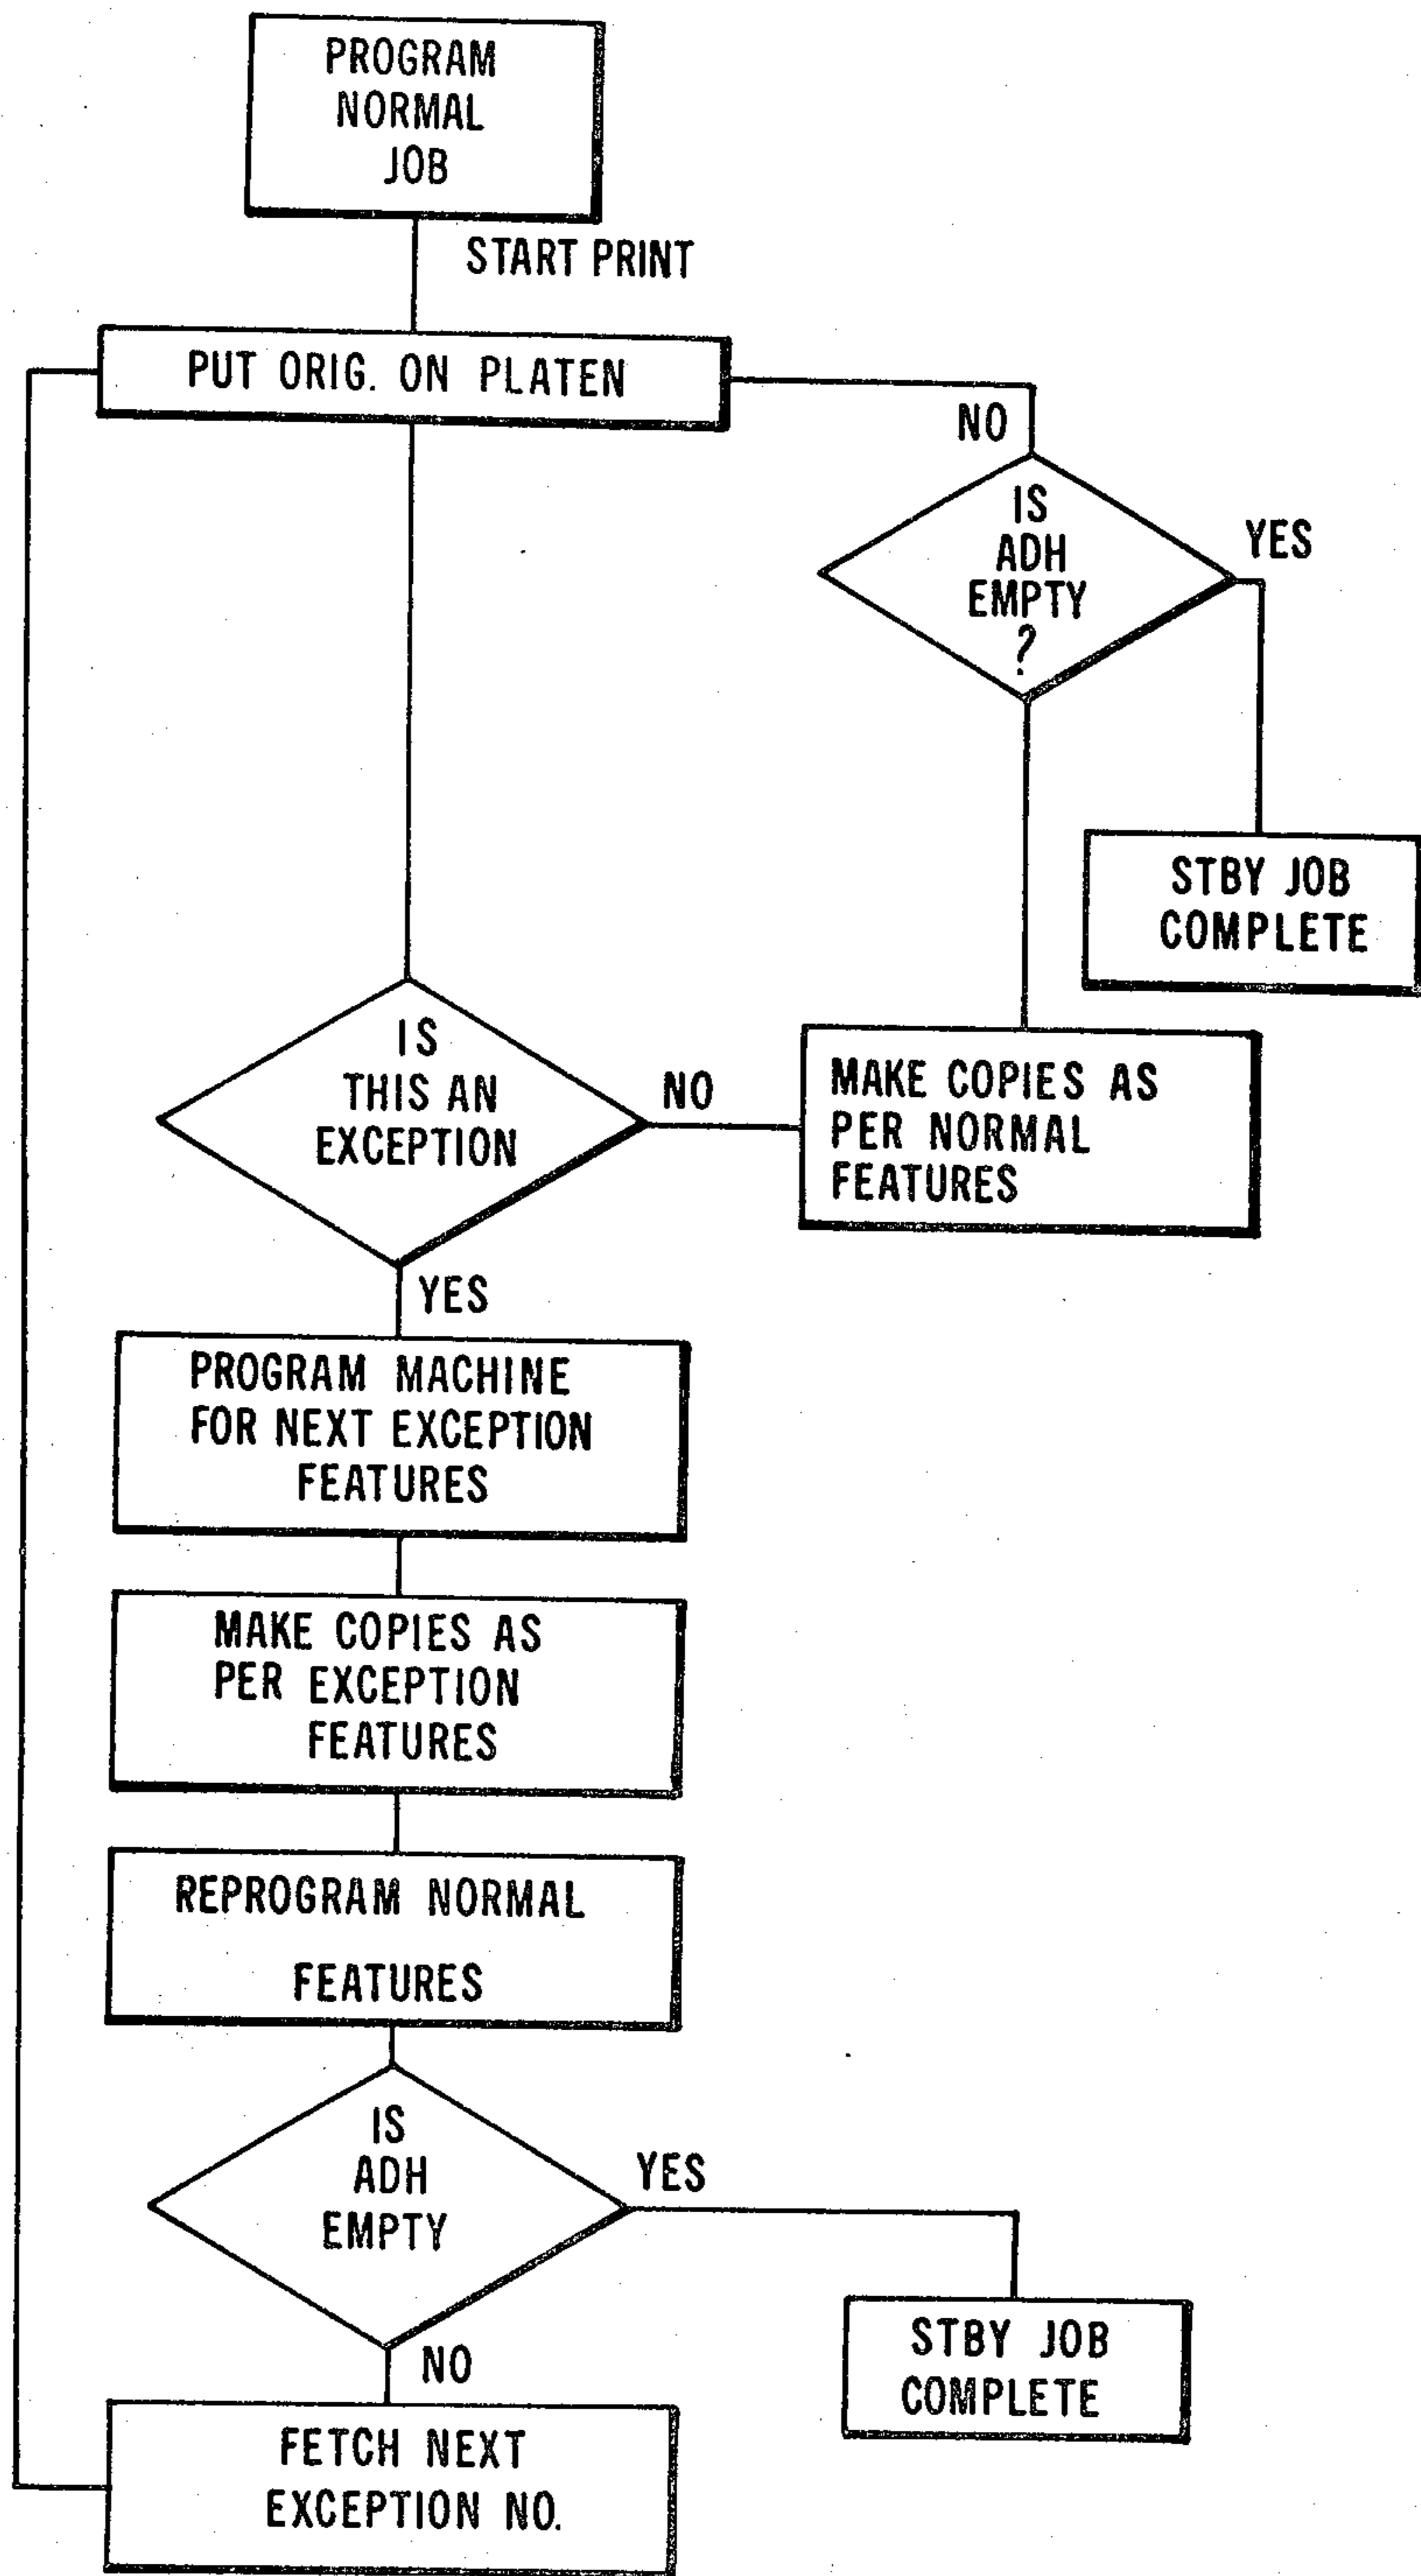 PROGRAM
NORMAL
JOB
START PRINT
PUT ORIG. ON PLATEN
NO
IS
ADH
EMPTY
?
YES
STBY JOB
COMPLETE
IS
THIS AN
EXCEPTION
NO
MAKE COPIES AS
PER NORMAL
FEATURES
YES
PROGRAM MACHINE
FOR NEXT EXCEPTION
FEATURES
MAKE COPIES AS
PER EXCEPTION
FEATURES
REPROGRAM NORMAL
FEATURES
IS
ADH
EMPTY
YES
STBY JOB
COMPLETE
NO
FETCH NEXT
EXCEPTION NO.